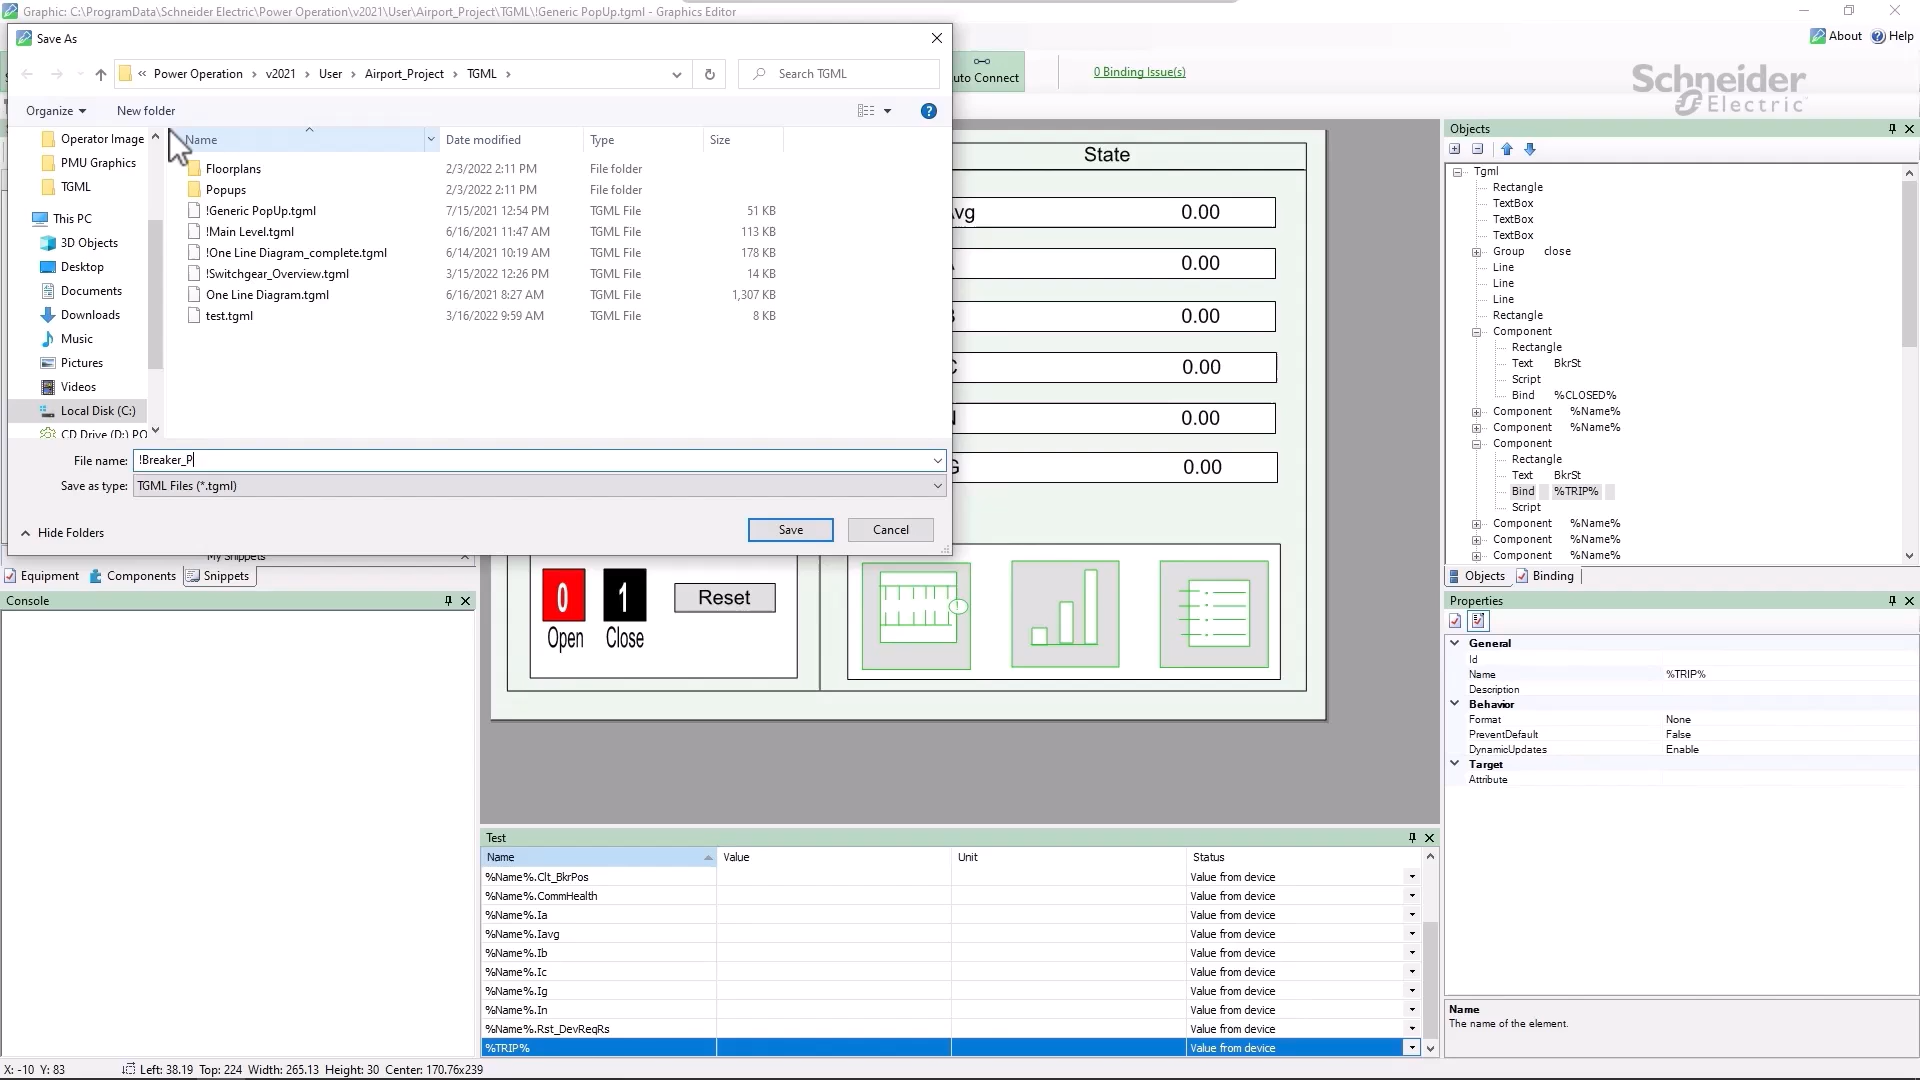 Graphic: C:\ProgramData\Schneider Electric\Power Operation\v2021\User\Airport_Project\TGML\!Generic PopUp.tgml - Graphics Editor
About Help
Save As
« Power Operation › v2021 › User › Airport_Project › TGML ›
Search TGML
uto Connect
0 Binding Issue(s)
Schneider Electric
Organize
New folder
Operator Image
PMU Graphics
TGML
This PC
3D Objects
Desktop
Documents
Downloads
Music
Pictures
Videos
Local Disk (C:)
CD Drive (D:) PO
Name Date modified Type Size
Floorplans 2/3/2022 2:11 PM File folder
Popups 2/3/2022 2:11 PM File folder
!Generic PopUp.tgml 7/15/2021 12:54 PM TGML File 51 KB
!Main Level.tgml 6/16/2021 11:47 AM TGML File 113 KB
!One Line Diagram_complete.tgml 6/14/2021 10:19 AM TGML File 178 KB
!Switchgear_Overview.tgml 3/15/2022 12:26 PM TGML File 14 KB
One Line Diagram.tgml 6/16/2021 8:27 AM TGML File 1,307 KB
test.tgml 3/16/2022 9:59 AM TGML File 8 KB
File name: !Breaker_P
Save as type: TGML Files (*.tgml)
Hide Folders
Save
Cancel
My Snippets
Equipment Components Snippets
Console
State
Avg 0.00
0.00
0.00
C 0.00
0.00
G 0.00
0 1 Reset
Open Close
Test
Name Value Unit Status
%Name%.Clt_BkrPos Value from device
%Name%.CommHealth Value from device
%Name%.Ia Value from device
%Name%.Iavg Value from device
%Name%.Ib Value from device
%Name%.Ic Value from device
%Name%.Ig Value from device
%Name%.In Value from device
%Name%.Rst_DevReqRs Value from device
%TRIP% Value from device
Objects
Tgml
Rectangle
TextBox
TextBox
TextBox
Group close
Line
Line
Line
Rectangle
Component
Rectangle
Text BkrSt
Script
Bind %CLOSED%
Component %Name%
Component %Name%
Component
Rectangle
Text BkrSt
Bind %TRIP%
Script
Component %Name%
Component %Name%
Component %Name%
Objects Binding
Properties
General
Id
Name %TRIP%
Description
Behavior
Format None
PreventDefault False
DynamicUpdates Enable
Target
Attribute
Name
The name of the element.
X: -10 Y: 83 Left: 38.19 Top: 224 Width: 265.13 Height: 30 Center: 170.76x239